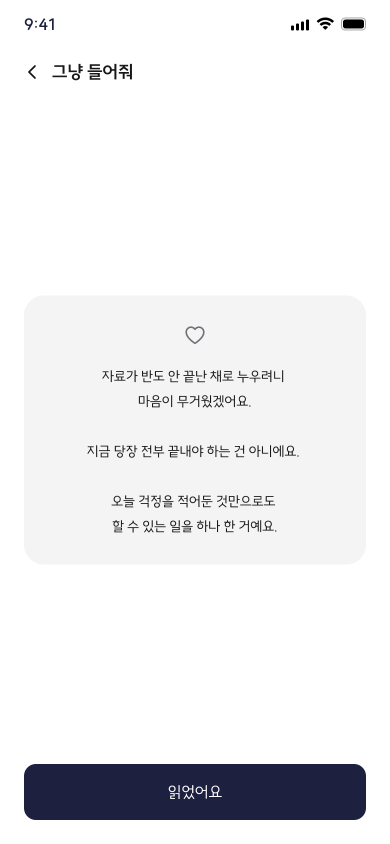 9:41
그냥 들어줘
자료가 반도 안 끝난 채로 누우려니
마음이 무거웠겠어요.
지금 당장 전부 끝내야 하는 건 아니에요.
오늘 걱정을 적어둔 것만으로도
할 수 있는 일을 하나 한 거예요.
읽었어요